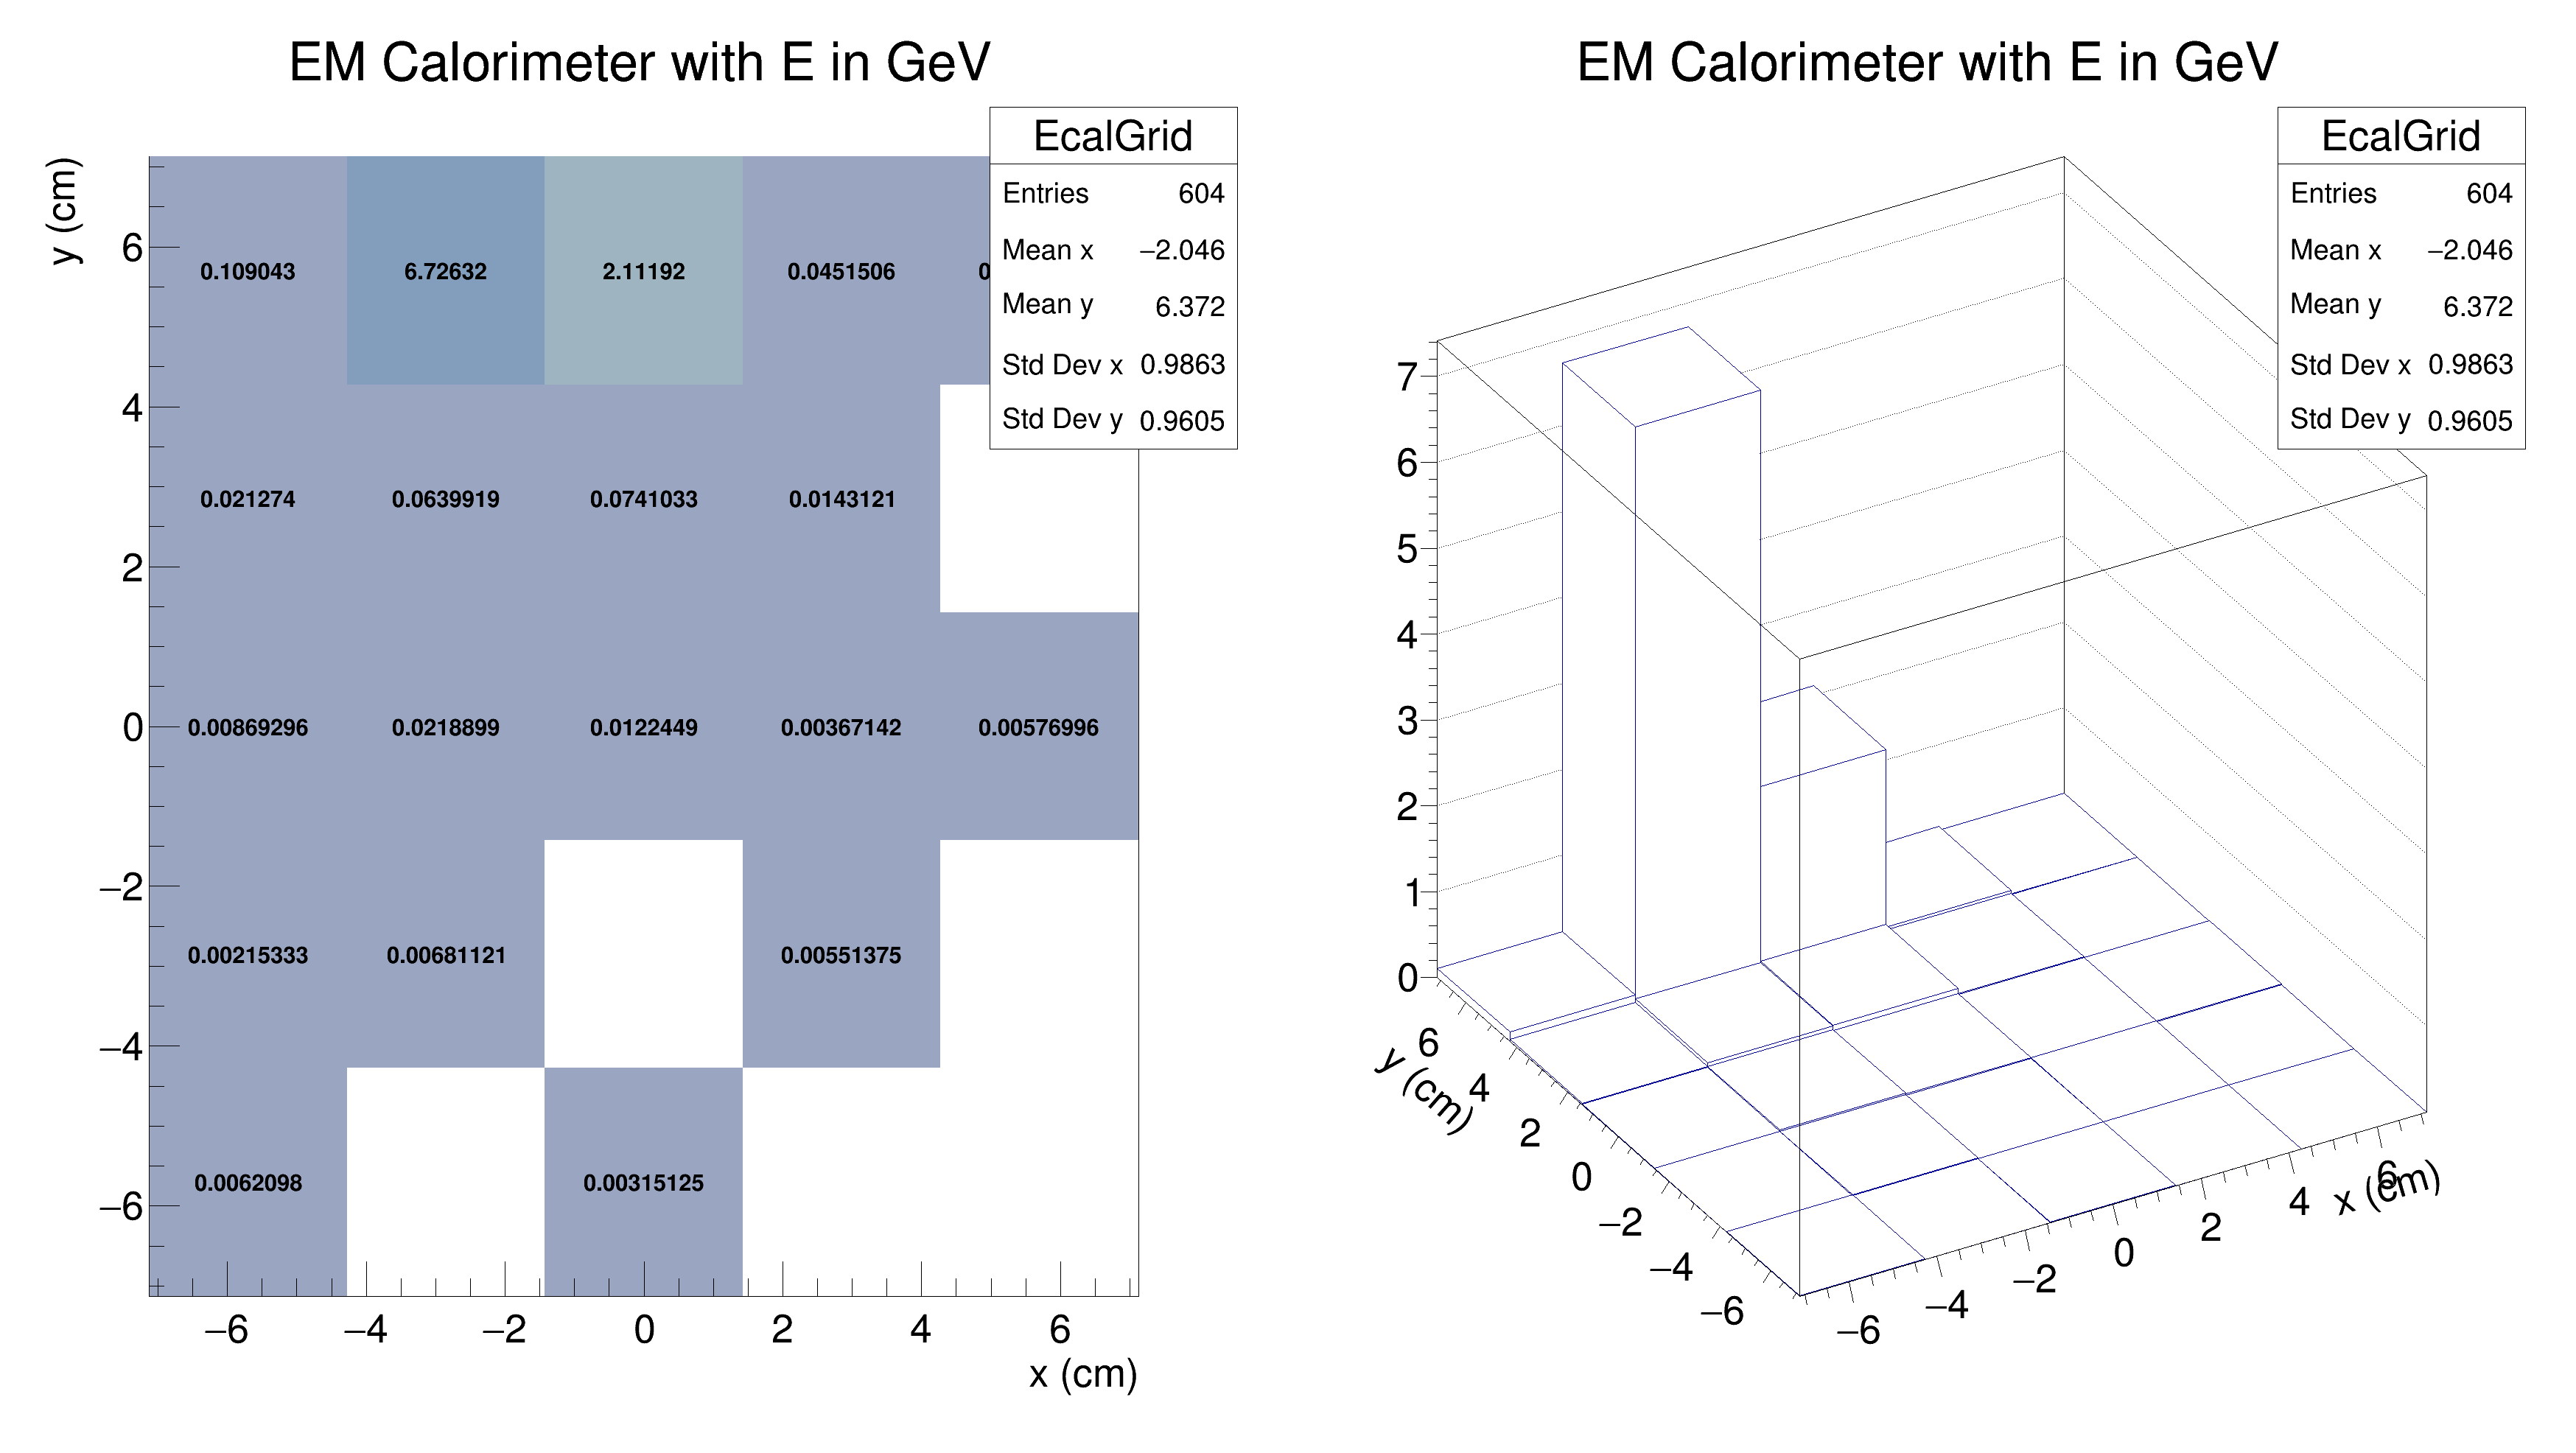 EM Calorimeter with E in GeV
EcalGrid
Entries 604
Mean x −2.046
Mean y 6.372
Std Dev x 0.9863
Std Dev y 0.9605
y (cm)
6
4
2
0
−2
−4
−6
0.109043 6.72632 2.11192 0.0451506 0
0.021274 0.0639919 0.0741033 0.0143121
0.00869296 0.0218899 0.0122449 0.00367142 0.00576996
0.00215333 0.00681121 0.00551375
0.0062098 0.00315125
−6 −4 −2 0 2 4 6
x (cm)
EM Calorimeter with E in GeV
EcalGrid
Entries 604
Mean x −2.046
Mean y 6.372
Std Dev x 0.9863
Std Dev y 0.9605
7
6
5
4
3
2
1
0
y (cm)
6
4
2
0
−2
−4
−6
−6
−4
−2
0
2
4
6
x (cm)